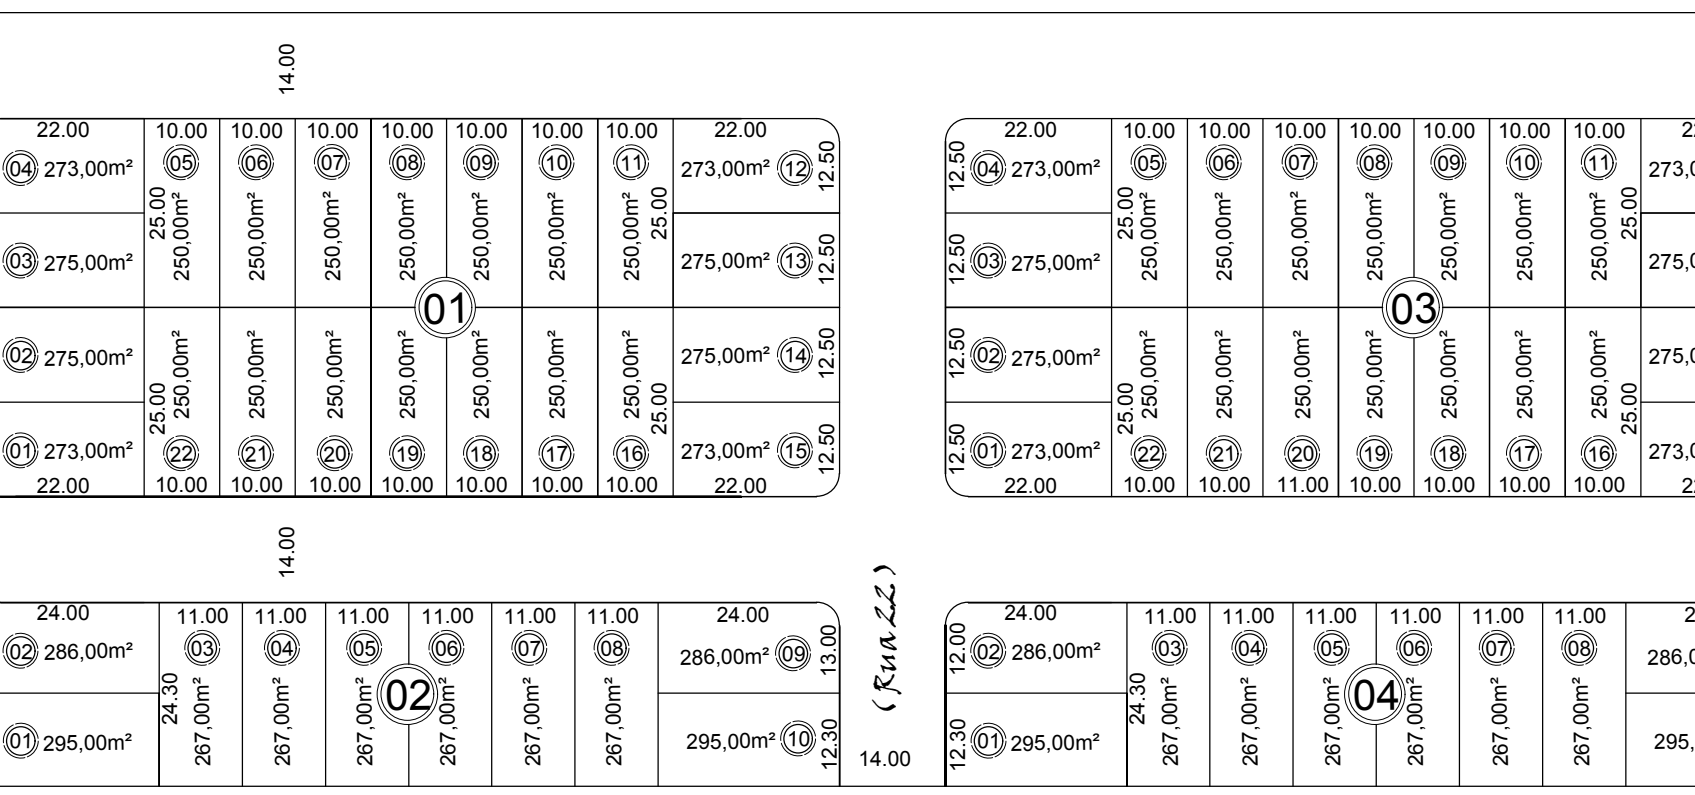 14.00
22.00 10.00 10.00 10.00 10.00 10.00 10.00 10.00 22.00
04 273,00m² 05 06 07 08 09 10 11 273,00m² 12 12.50
25.00 250,00m² 250,00m² 250,00m² 250,00m² 250,00m² 250,00m² 250,00m² 25.00
03 275,00m² 275,00m² 13 12.50
01
02 275,00m² 275,00m² 14 12.50
25.00 250,00m² 250,00m² 250,00m² 250,00m² 250,00m² 250,00m² 250,00m² 25.00
01 273,00m² 22 21 20 19 18 17 16 273,00m² 15 12.50
22.00 10.00 10.00 10.00 10.00 10.00 10.00 10.00 22.00
22.00 10.00 10.00 10.00 10.00 10.00 10.00 10.00
12.50 04 273,00m² 05 06 07 08 09 10 11
25.00 250,00m² 250,00m² 250,00m² 250,00m² 250,00m² 250,00m² 250,00m² 25.00
12.50 03 275,00m²
03
12.50 02 275,00m²
25.00 250,00m² 250,00m² 250,00m² 250,00m² 250,00m² 250,00m² 250,00m² 25.00
12.50 01 273,00m² 22 21 20 19 18 17 16
22.00 10.00 10.00 11.00 10.00 10.00 10.00 10.00
14.00
24.00 11.00 11.00 11.00 11.00 11.00 11.00 24.00
02 286,00m² 03 04 05 06 07 08 286,00m² 09 13.00
02
24.30 267,00m² 267,00m² 267,00m² 267,00m² 267,00m² 267,00m²
01 295,00m² 295,00m² 10 12.30
(Rua 22)
14.00
24.00 11.00 11.00 11.00 11.00 11.00 11.00
12.00 02 286,00m² 03 04 05 06 07 08
04
24.30 267,00m² 267,00m² 267,00m² 267,00m² 267,00m² 267,00m²
12.30 01 295,00m²